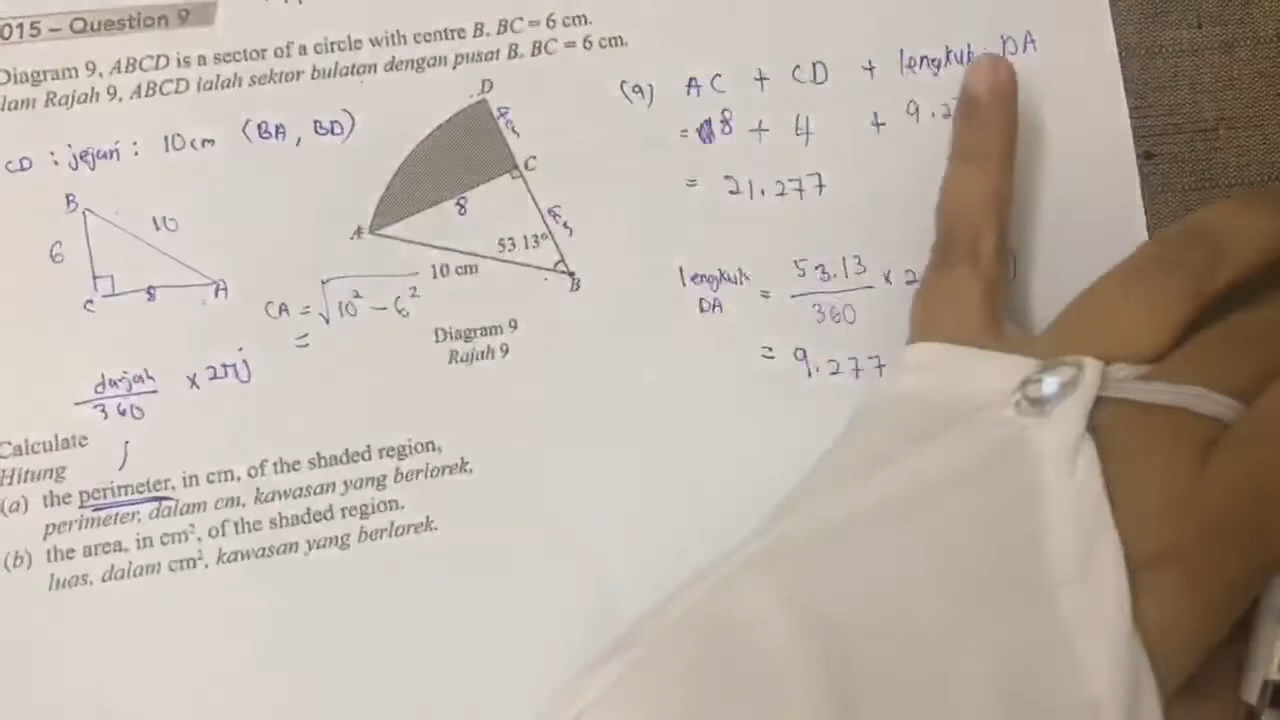 015 – Question 9
Diagram 9, ABCD is a sector of a circle with centre B. BC = 6 cm.
lam Rajah 9, ABCD ialah sektor bulatan dengan pusat B. BC = 6 cm.
CD : jejari : 10cm (BA, BD)
B
10
6
C
8
A
D
C
8
A
53.13°
10 cm
B
CA = √10² – 6²
=
Diagram 9
Rajah 9
darjah
360
× 2πj
Calculate
Hitung
(a) the perimeter, in cm, of the shaded region,
perimeter, dalam cm, kawasan yang berlorek,
(b) the area, in cm², of the shaded region.
luas, dalam cm², kawasan yang berlorek.
(a) AC + CD + lengkuk DA
= 8 + 4 + 9.2
= 21.277
lengkuk
DA
= 53.13
360
× 2
= 9.277